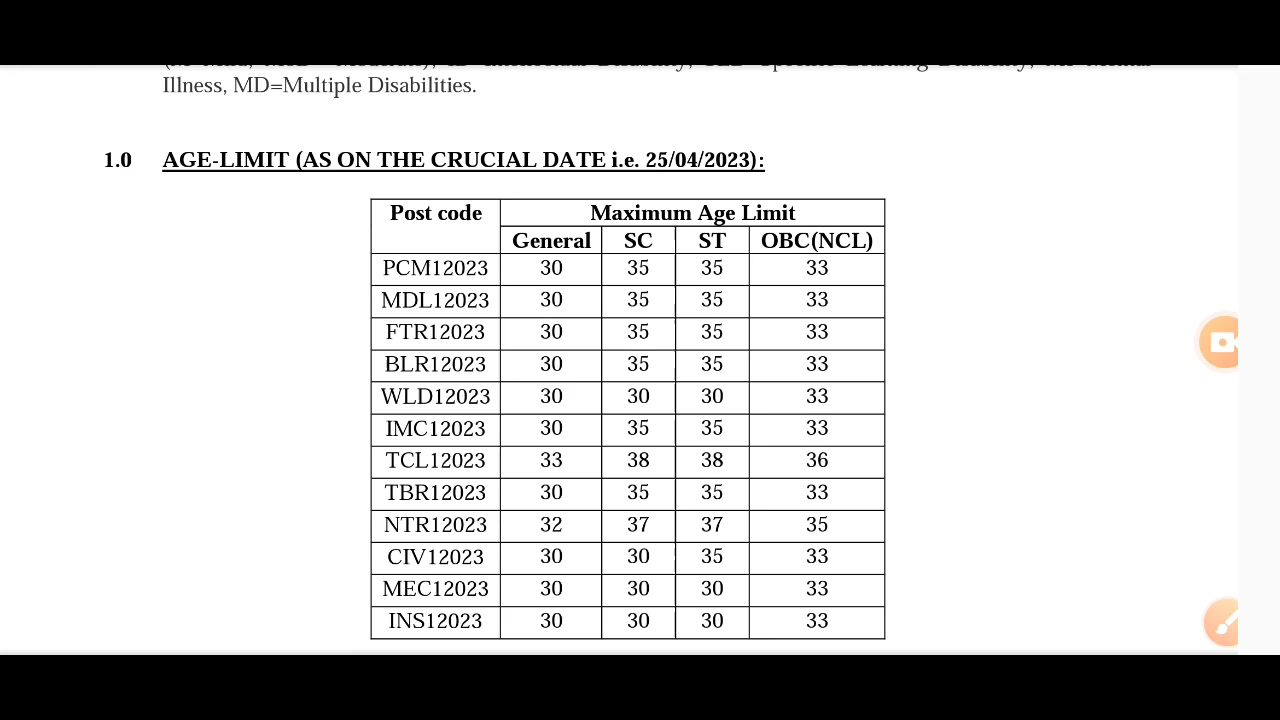 Illness, MD=Multiple Disabilities.
1.0 AGE-LIMIT (AS ON THE CRUCIAL DATE i.e. 25/04/2023):
Post code Maximum Age Limit
General SC ST OBC(NCL)
PCM12023 30 35 35 33
MDL12023 30 35 35 33
FTR12023 30 35 35 33
BLR12023 30 35 35 33
WLD12023 30 30 30 33
IMC12023 30 35 35 33
TCL12023 33 38 38 36
TBR12023 30 35 35 33
NTR12023 32 37 37 35
CIV12023 30 30 35 33
MEC12023 30 30 30 33
INS12023 30 30 30 33